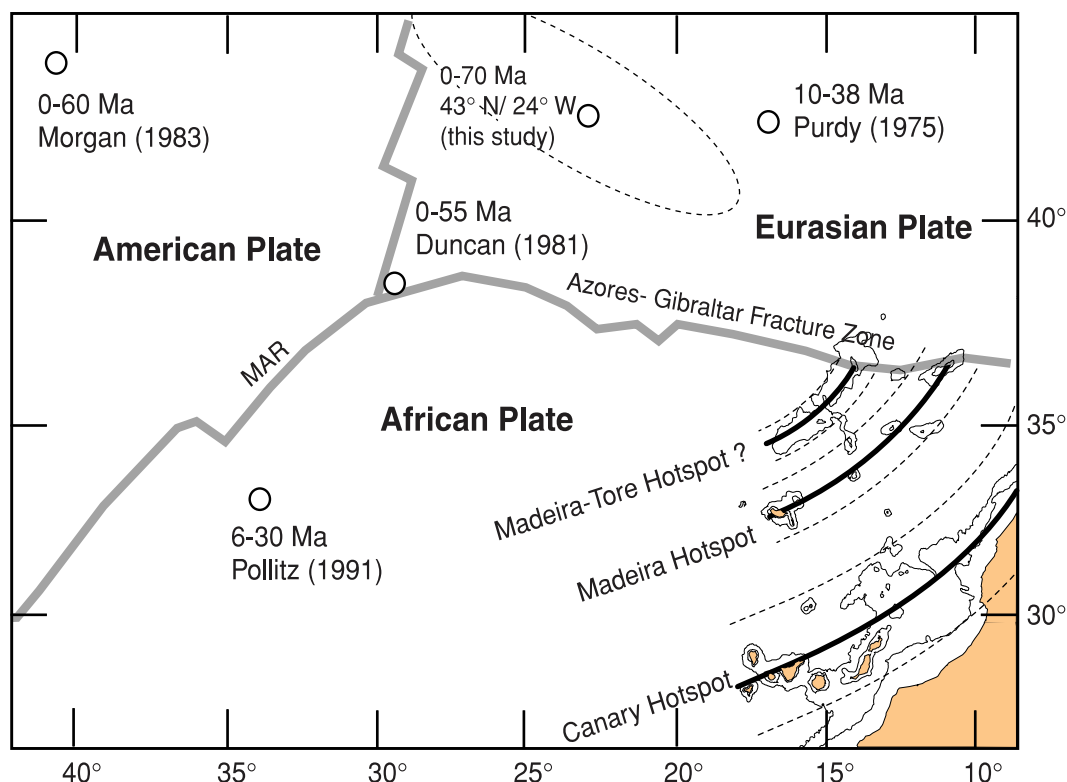 0-60 Ma
Morgan (1983)
0-70 Ma
43° N/ 24° W
(this study)
10-38 Ma
Purdy (1975)
40°
0-55 Ma
Duncan (1981)
American Plate
Eurasian Plate
Azores- Gibraltar Fracture Zone
MAR
African Plate
35°
Madeira-Tore Hotspot ?
6-30 Ma
Pollitz (1991)
Madeira Hotspot
30°
Canary Hotspot
40°
35°
30°
25°
20°
15°
10°